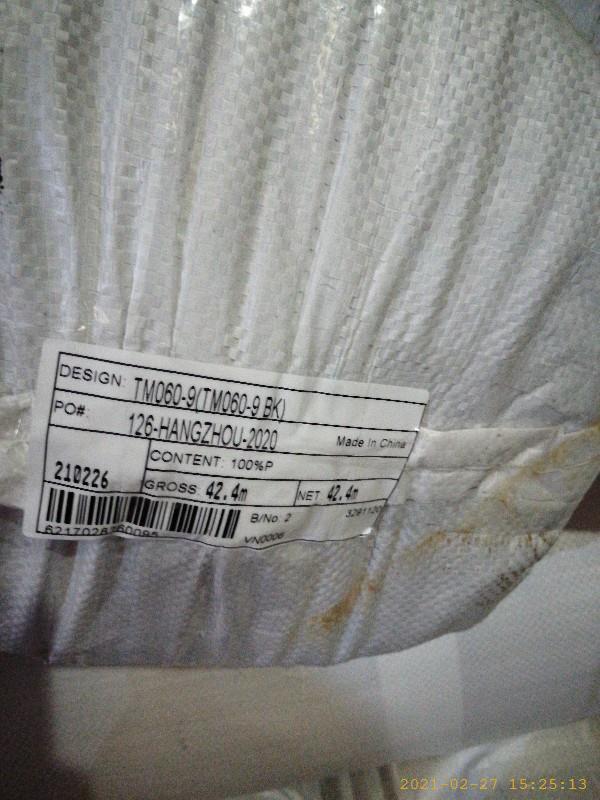 DESIGN: TM060-9(TM060-9 BK)
PO#: 126-HANGZHOU-2020
Made In China
CONTENT: 100%P
210226
GROSS: 42.4m NET: 42.4m
B/No. 2
VN0006
2021-02-27 15:25:13